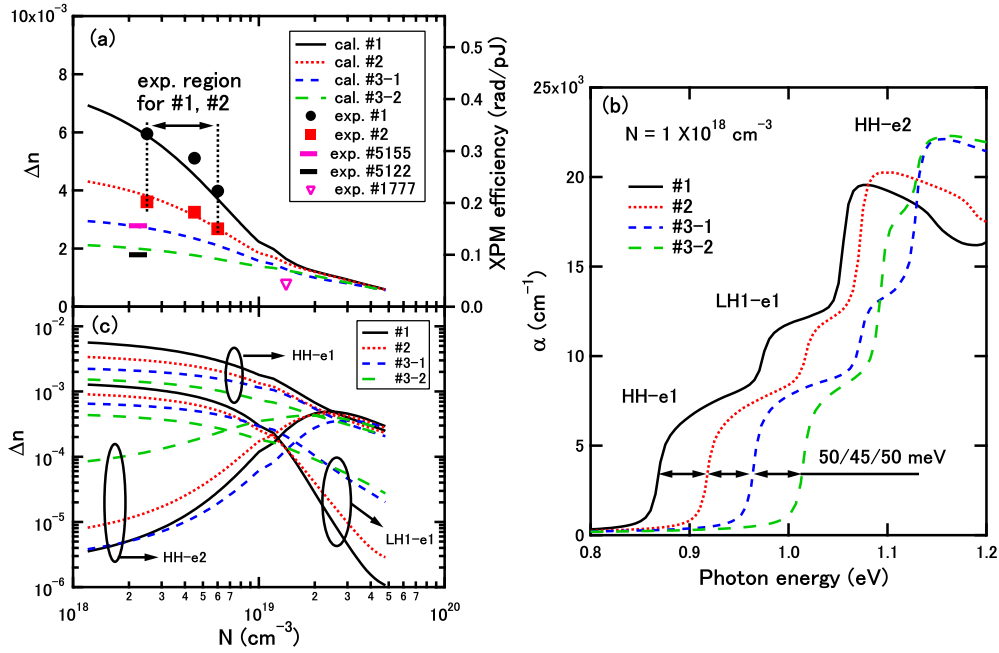 10x10⁻³
8
6
4
2
0
Δn
(a)
exp. region
for #1, #2
cal. #1
cal. #2
cal. #3-1
cal. #3-2
exp. #1
exp. #2
exp. #5155
exp. #5122
exp. #1777
0.5
0.4
0.3
0.2
0.1
0.0
XPM efficiency (rad/pJ)
(c)
HH-e1
#1
#2
#3-1
#3-2
10⁻²
10⁻³
10⁻⁴
10⁻⁵
10⁻⁶
Δn
HH-e2
LH1-e1
10¹⁸
2
3
4
5
6
7
10¹⁹
2
3
4
5
6
7
10²⁰
N (cm⁻³)
25x10³
20
15
10
5
0
α (cm⁻¹)
(b)
N = 1 X10¹⁸ cm⁻³
#1
#2
#3-1
#3-2
HH-e2
LH1-e1
HH-e1
50/45/50 meV
0.8
0.9
1.0
1.1
1.2
Photon energy (eV)